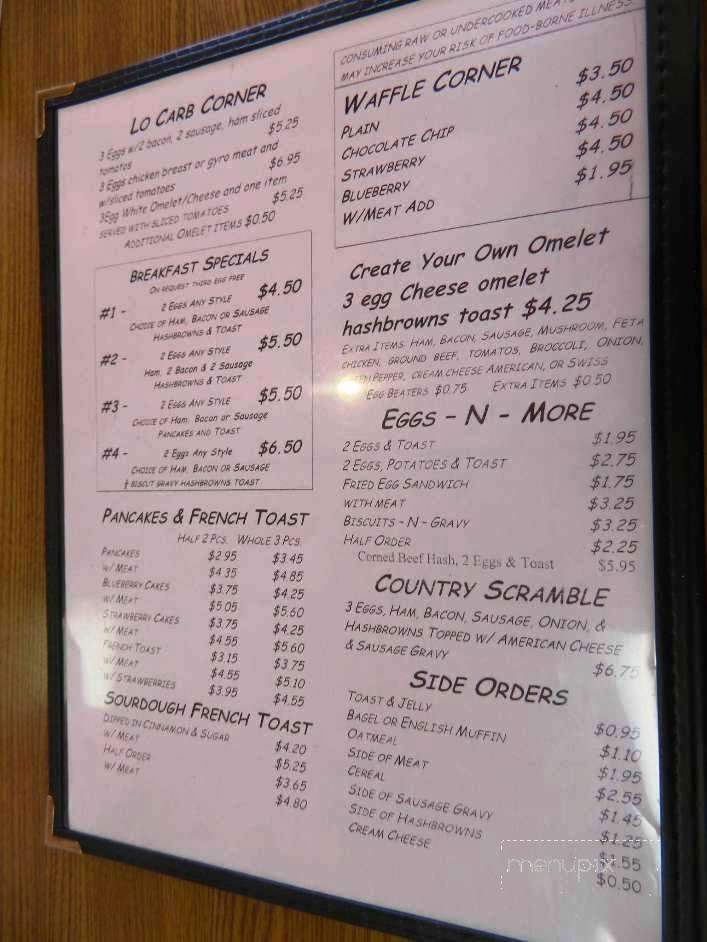 LO CARB CORNER
3 Eggs w/2 bacon, 2 sausage, ham sliced
tomatos $5.25
3 Eggs chicken breast or gyro meat and
w/sliced tomatoes $6.95
3Egg White Omelet/Cheese and one item
SERVED WITH SLICED TOMATOES $5.25
ADDITIONAL OMELET ITEMS $0.50
BREAKFAST SPECIALS
ON REQUEST THIRD EGG FREE
#1 - 2 EGGS ANY STYLE $4.50
CHOICE OF HAM, BACON OR SAUSAGE
HASHBROWNS & TOAST
#2 - 2 EGGS ANY STYLE $5.50
HAM, 2 BACON & 2 SAUSAGE
HASHBROWNS & TOAST
#3 - 2 EGGS ANY STYLE $5.50
CHOICE OF HAM, BACON OR SAUSAGE
PANCAKES AND TOAST
#4 - 2 Eggs Any Style $6.50
CHOICE OF HAM, BACON OR SAUSAGE
½ BISCUT GRAVY HASHBROWNS TOAST
PANCAKES & FRENCH TOAST
HALF 2 PCS. WHOLE 3 PCS.
PANCAKES $2.95 $3.45
W/ MEAT $4.35 $4.85
BLUEBERRY CAKES $3.75 $4.25
W/ MEAT $5.05 $5.60
STRAWBERRY CAKES $3.75 $4.25
W/ MEAT $4.55 $5.60
FRENCH TOAST $3.15 $3.75
W/ MEAT $4.55 $5.10
W/ STRAWBERRIES $3.95 $4.55
SOURDOUGH FRENCH TOAST
DIPPED IN CINNAMON & SUGAR $4.20
W/ MEAT $5.25
HALF ORDER $3.65
W/ MEAT $4.80
CONSUMING RAW OR UNDERCOOKED MEATS
MAY INCREASE YOUR RISK OF FOOD-BORNE ILLNESS
WAFFLE CORNER
PLAIN $3.50
CHOCOLATE CHIP $4.50
STRAWBERRY $4.50
BLUEBERRY $4.50
W/MEAT ADD $1.95
Create Your Own Omelet
3 egg Cheese omelet
hashbrowns toast $4.25
EXTRA ITEMS: HAM, BACON, SAUSAGE, MUSHROOM, FETA
CHICKEN, GROUND BEEF, TOMATOS, BROCCOLI, ONION,
PEPPER, CREAM CHEESE AMERICAN, OR SWISS
EGG BEATERS $0.75 EXTRA ITEMS $0.50
EGGS - N - MORE
2 EGGS & TOAST $1.95
2 EGGS, POTATOES & TOAST $2.75
FRIED EGG SANDWICH $1.75
WITH MEAT $3.25
BISCUITS - N - GRAVY $3.25
HALF ORDER $2.25
Corned Beef Hash, 2 Eggs & Toast $5.95
COUNTRY SCRAMBLE
3 EGGS, HAM, BACON, SAUSAGE, ONION, &
HASHBROWNS TOPPED W/ AMERICAN CHEESE
& SAUSAGE GRAVY $6.75
SIDE ORDERS
TOAST & JELLY $0.95
BAGEL OR ENGLISH MUFFIN $1.10
OATMEAL $1.95
SIDE OF MEAT $2.55
CEREAL $1.45
SIDE OF SAUSAGE GRAVY $1.25
SIDE OF HASHBROWNS $1.55
CREAM CHEESE $0.50
menupix